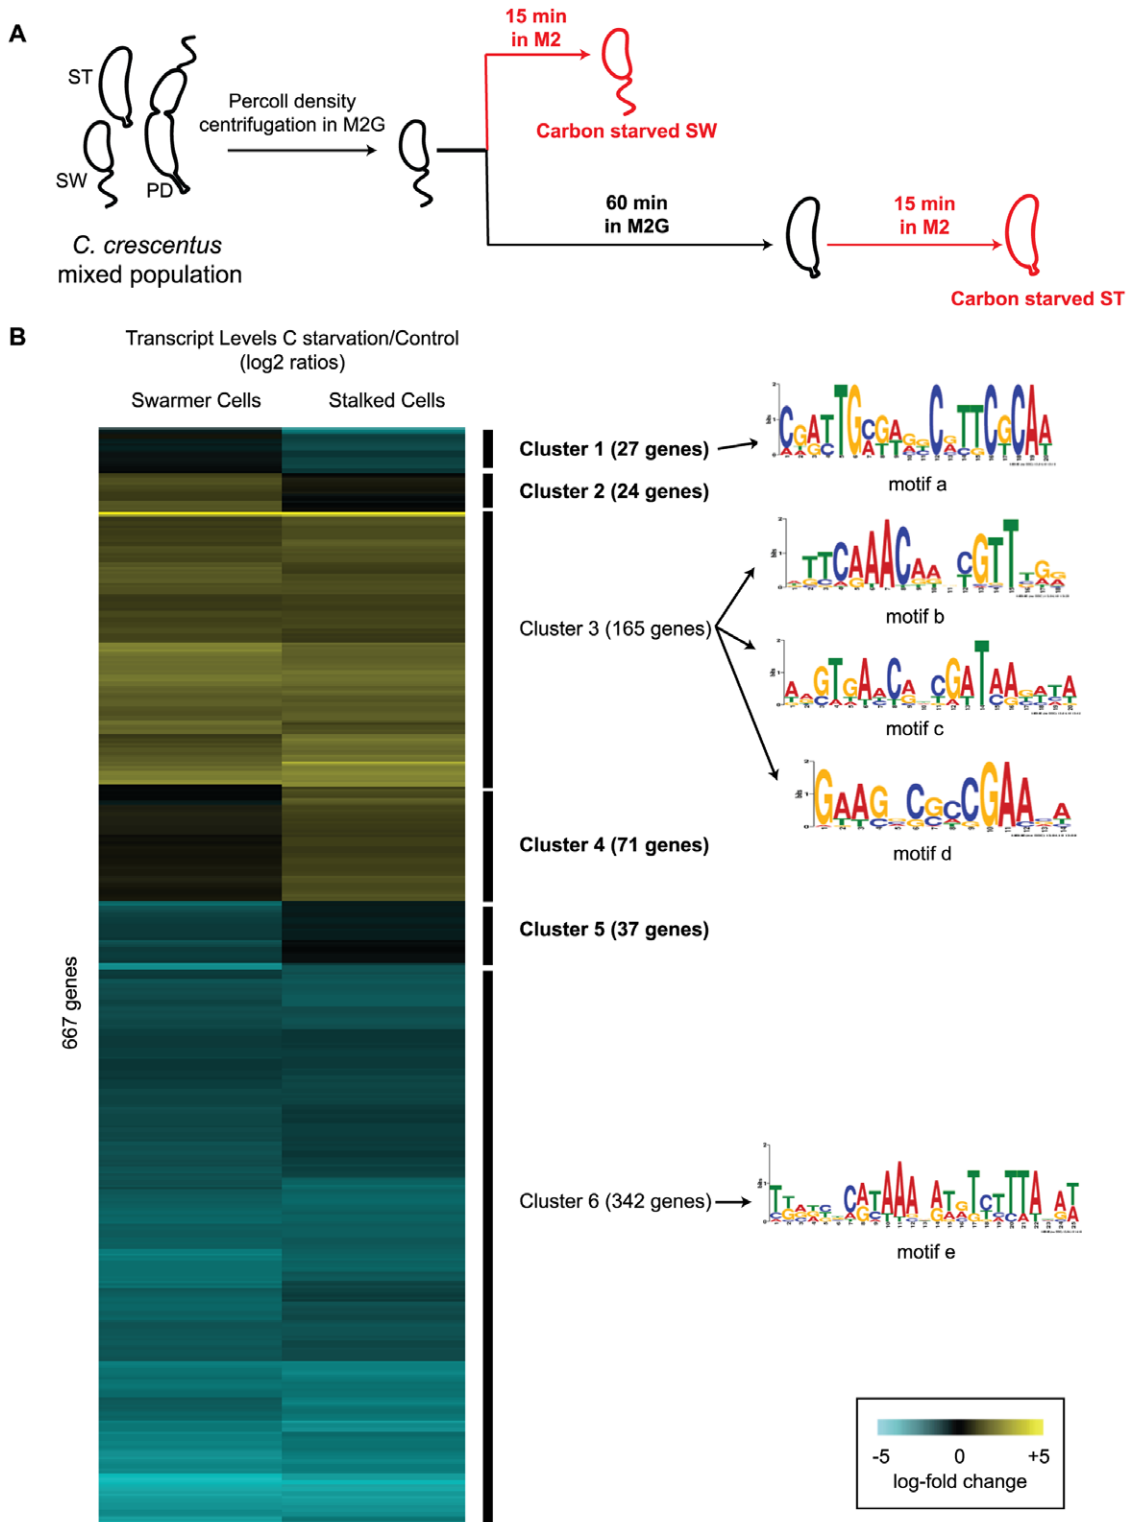 A
ST
SW
PD
C. crescentus
mixed population
Percoll density
centrifugation in M2G
15 min
in M2
Carbon starved SW
60 min
in M2G
15 min
in M2
Carbon starved ST
B
Transcript Levels C starvation/Control
(log2 ratios)
Swarmer Cells
Stalked Cells
667 genes
Cluster 1 (27 genes)
motif a
Cluster 2 (24 genes)
Cluster 3 (165 genes)
motif b
motif c
motif d
Cluster 4 (71 genes)
Cluster 5 (37 genes)
Cluster 6 (342 genes)
motif e
-5
0
+5
log-fold change